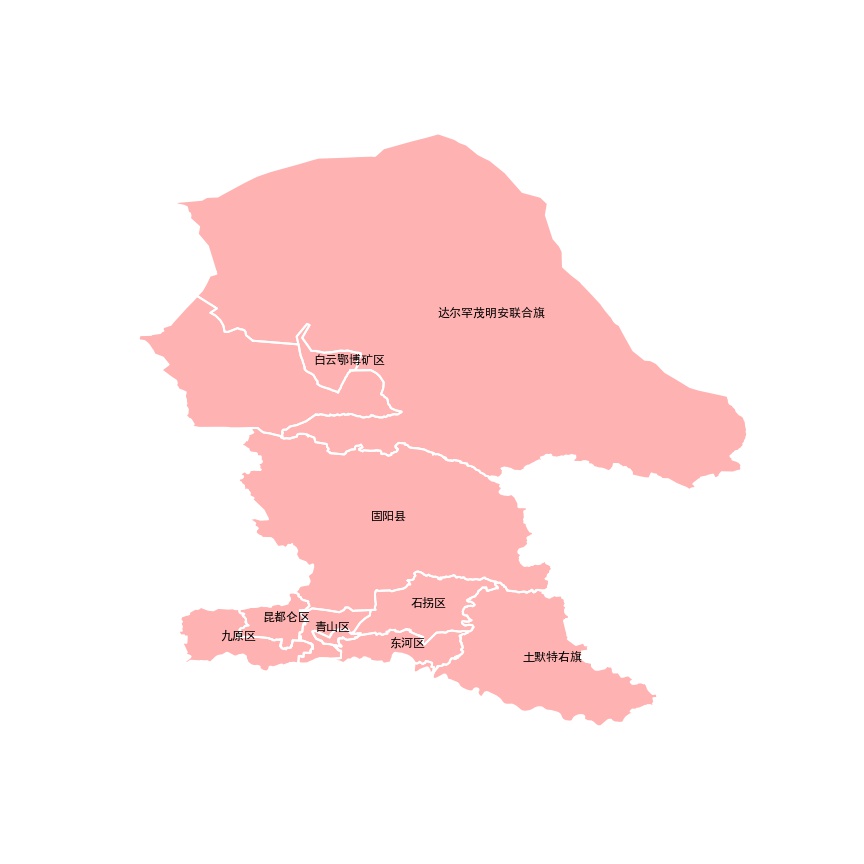 达尔罕茂明安联合旗
白云鄂博矿区
固阳县
石拐区
昆都仑区
青山区
九原区
东河区
土默特右旗